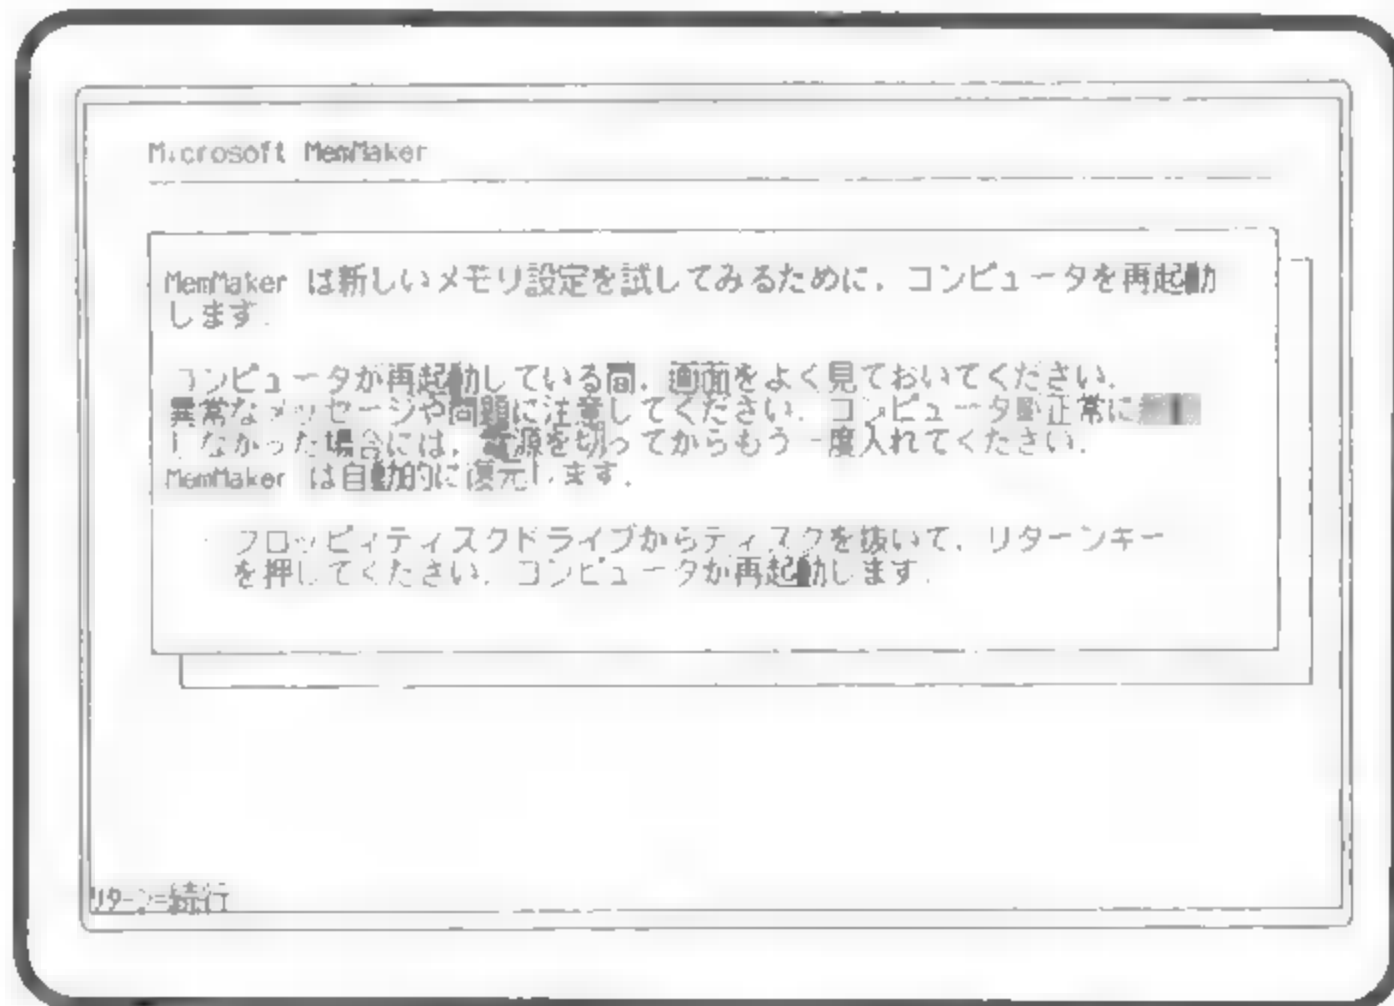 Microsoft MemMaker
MemMaker は新しいメモリ設定を試してみるために，コンピュータを再起動
します．
コンピュータが再起動している間，画面をよく見ておいてください．
異常なメッセージや問題に注意してください．コンピュータが正常に
しなかった場合には，電源を切ってからもう一度入れてください．
MemMaker は自動的に復元します．
フロッピィディスクドライブからディスクを抜いて，リターンキー
を押してください．コンピュータが再起動します．
リターン=続行